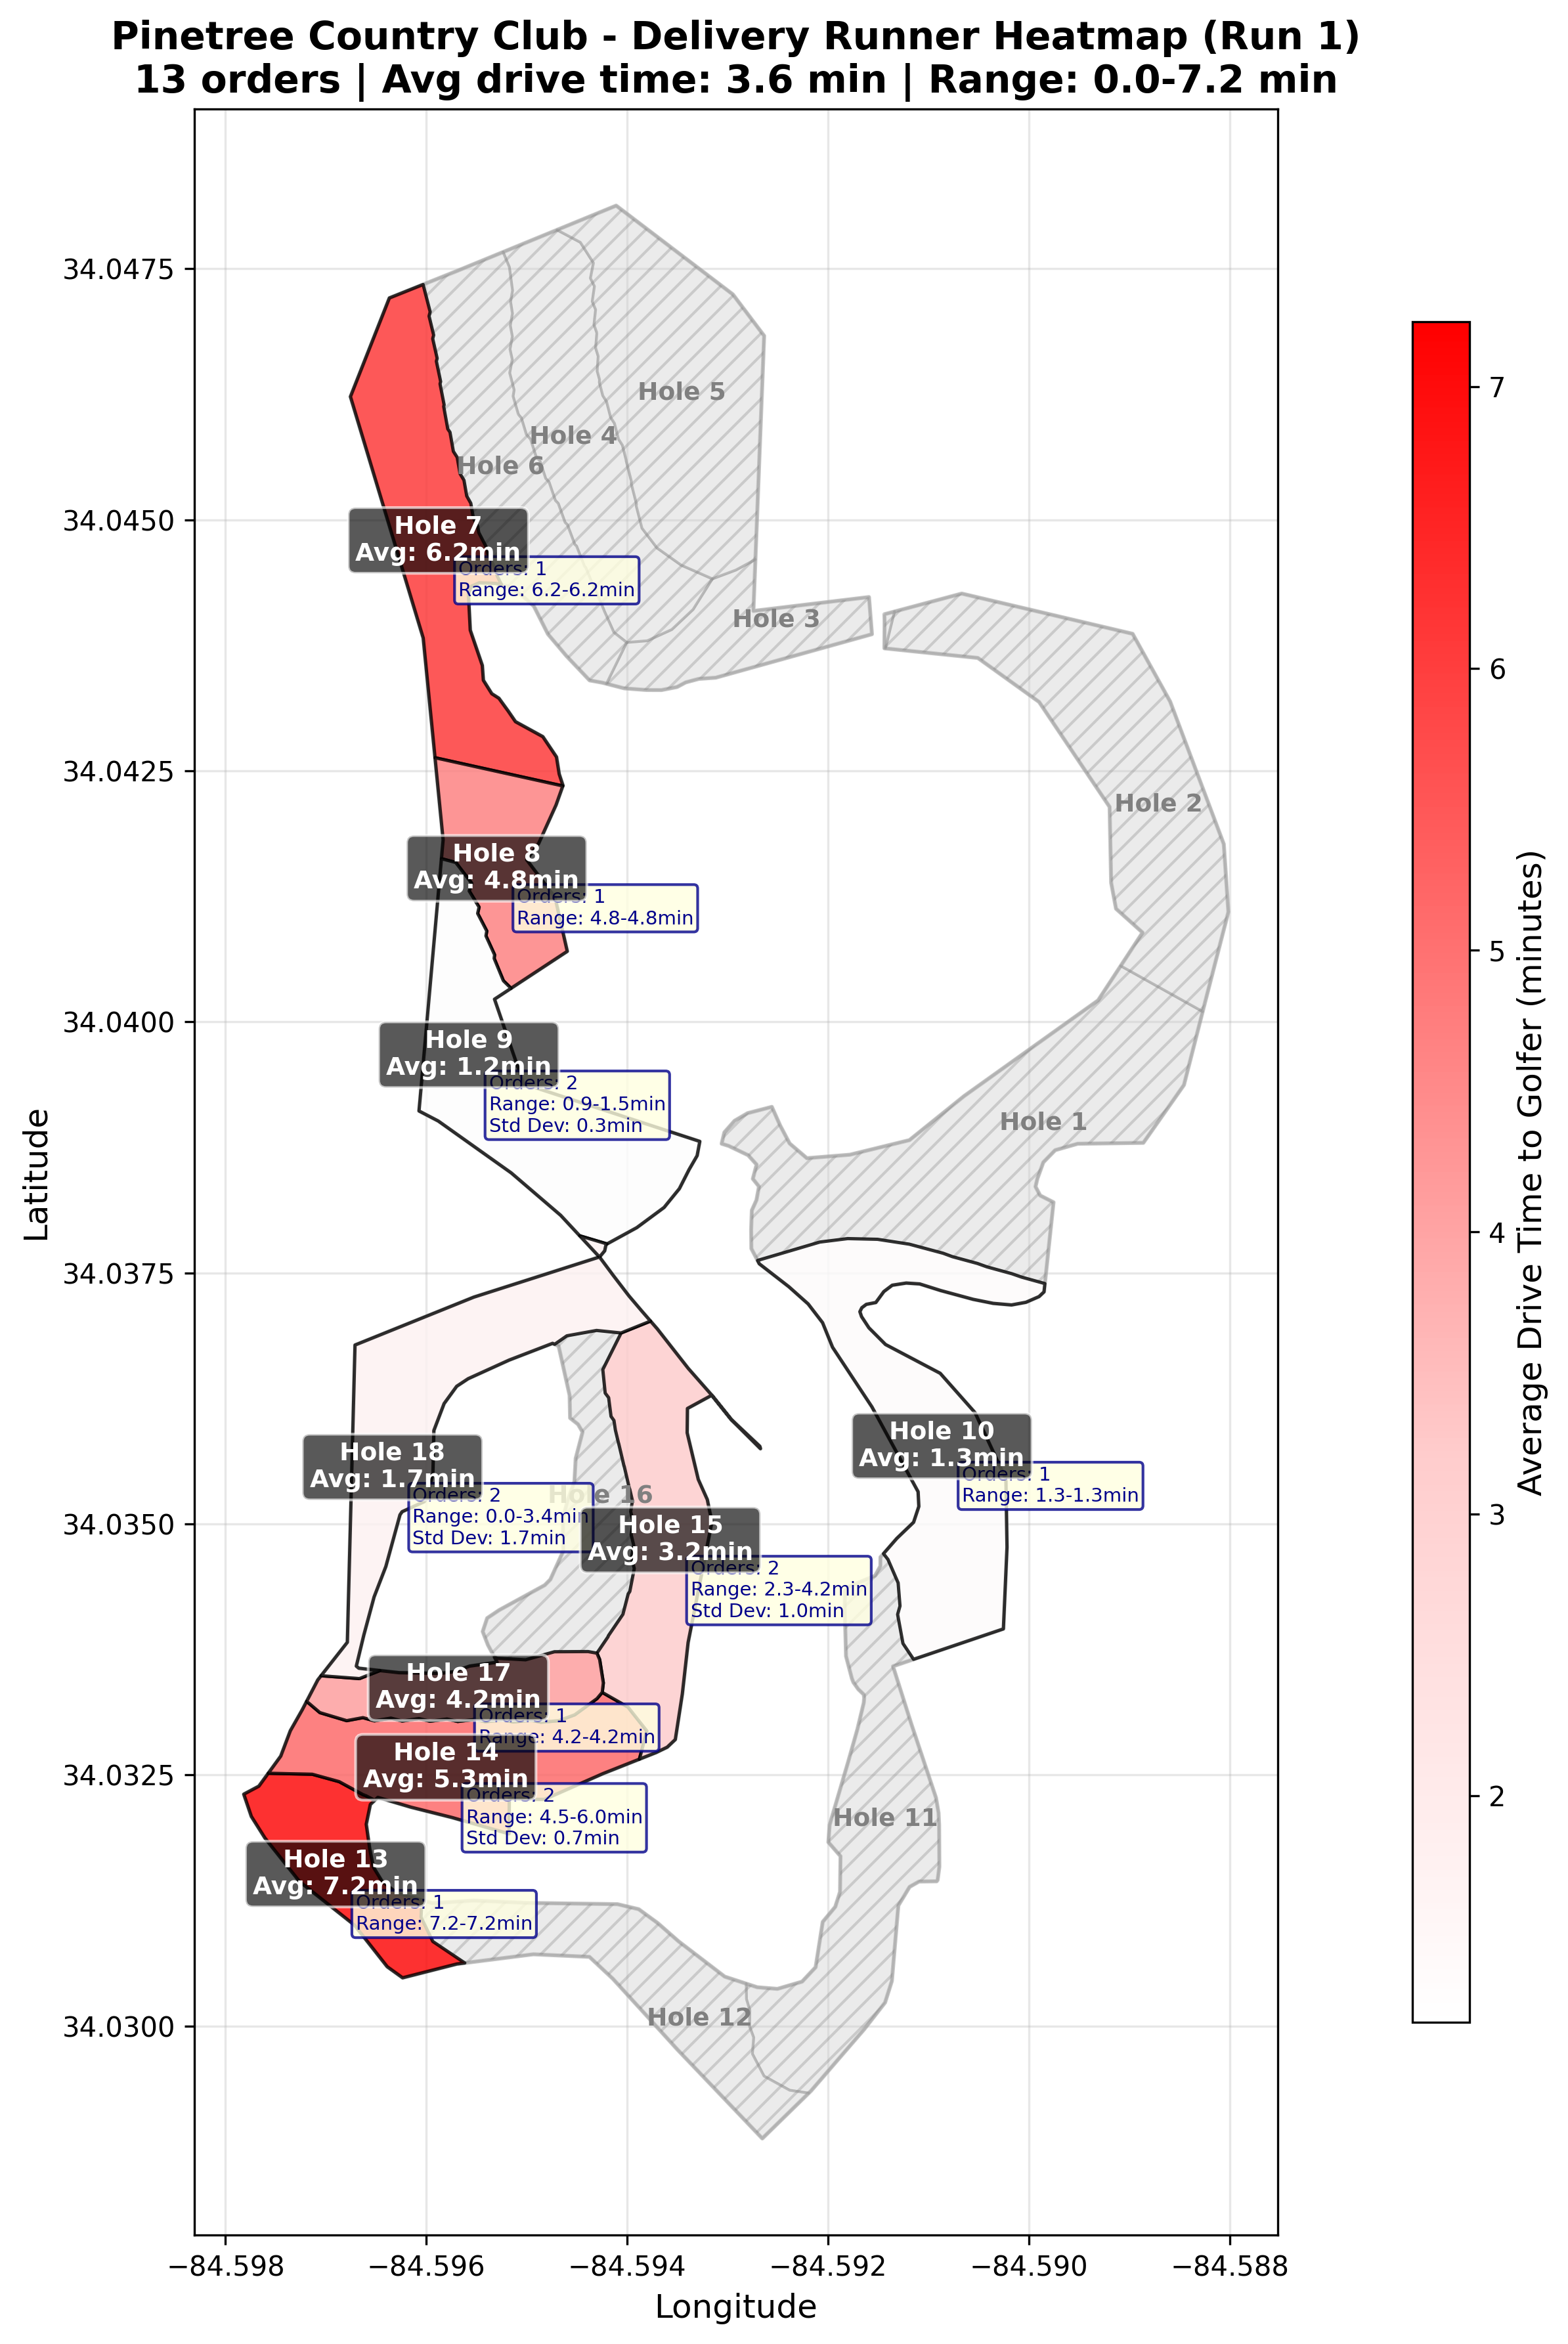 Pinetree Country Club - Delivery Runner Heatmap (Run 1)
13 orders | Avg drive time: 3.6 min | Range: 0.0-7.2 min
Latitude
34.0475
34.0450
34.0425
34.0400
34.0375
34.0350
34.0325
34.0300
Hole 5
Hole 4
Hole 6
Hole 7
Avg: 6.2min
Orders: 1
Range: 6.2-6.2min
Hole 3
Hole 2
Hole 8
Avg: 4.8min
Orders: 1
Range: 4.8-4.8min
Hole 9
Avg: 1.2min
Orders: 2
Range: 0.9-1.5min
Std Dev: 0.3min
Hole 1
Hole 10
Avg: 1.3min
Orders: 1
Range: 1.3-1.3min
Hole 18
Avg: 1.7min
Orders: 2
Range: 0.0-3.4min
Std Dev: 1.7min
Hole 16
Hole 15
Avg: 3.2min
Orders: 2
Range: 2.3-4.2min
Std Dev: 1.0min
Hole 17
Avg: 4.2min
Orders: 1
Range: 4.2-4.2min
Hole 14
Avg: 5.3min
Orders: 2
Range: 4.5-6.0min
Std Dev: 0.7min
Hole 11
Hole 13
Avg: 7.2min
Orders: 1
Range: 7.2-7.2min
Hole 12
−84.598
−84.596
−84.594
−84.592
−84.590
−84.588
Longitude
7
6
5
4
3
2
Average Drive Time to Golfer (minutes)